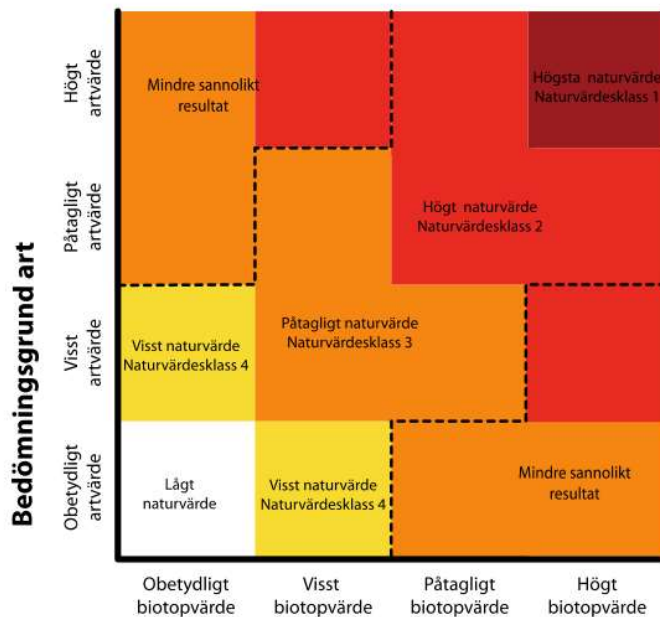 Bedömningsgrund art
Högt
artvärde
Påtagligt
artvärde
Visst
artvärde
Obetydligt
artvärde
Mindre sannolikt
resultat
Högsta naturvärde
Naturvärdesklass 1
Högt naturvärde
Naturvärdesklass 2
Påtagligt naturvärde
Naturvärdesklass 3
Visst naturvärde
Naturvärdesklass 4
Lågt
naturvärde
Visst naturvärde
Naturvärdesklass 4
Mindre sannolikt
resultat
Obetydligt
biotopvärde
Visst
biotopvärde
Påtagligt
biotopvärde
Högt
biotopvärde